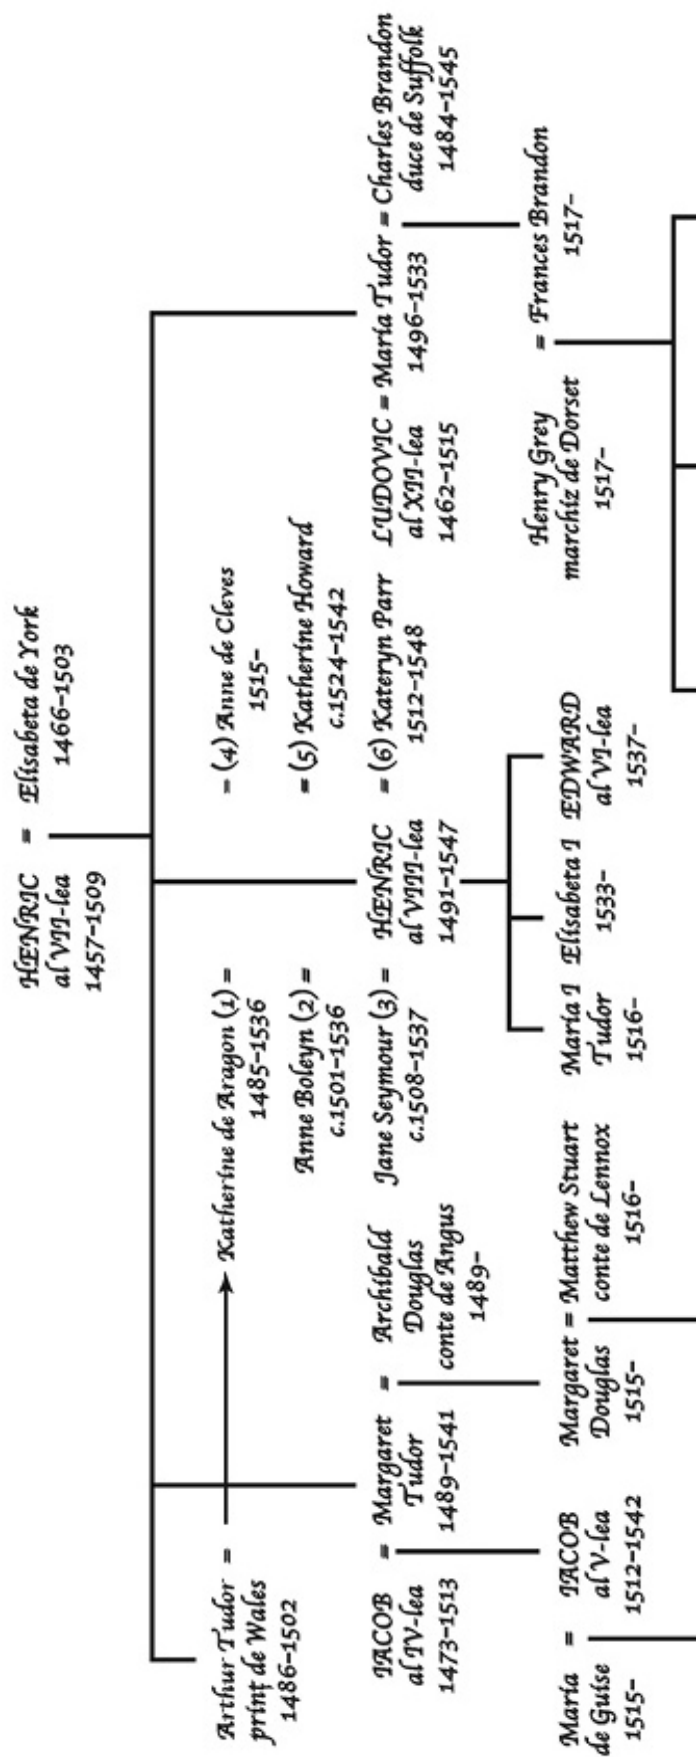 HENRIC = Elisabeta de York
al VII-lea 1466–1503
1457–1509
Arthur Tudor =
prinț de Wales
1486–1502
Katherine de Aragon (1) =
1485–1536
Anne Boleyn (2) =
c.1501–1536
Jane Seymour (3) =
c.1508–1537
= (4) Anne de Cleves
1515–
= (5) Katherine Howard
c.1524–1542
= (6) Kateryn Parr
1512–1548
IACOB
al IV-lea
1473–1513
=
Margaret
Tudor
1489–1541
=
Archibald
Douglas
conte de Angus
1489–
HENRIC
al VIII-lea
1491–1547
LUDOVIC
al XII-lea
1462–1515
= Maria Tudor =
1496–1533
Charles Brandon
duce de Suffolk
1484–1545
Maria
de Guise
1515–
=
IACOB
al V-lea
1512–1542
Margaret
Douglas
1515–
= Matthew Stuart
conte de Lennox
1516–
Maria I
Tudor
1516–
Elisabeta I
1533–
EDWARD
al VI-lea
1537–
Henry Grey
marchiz de Dorset
1517–
= Frances Brandon
1517–